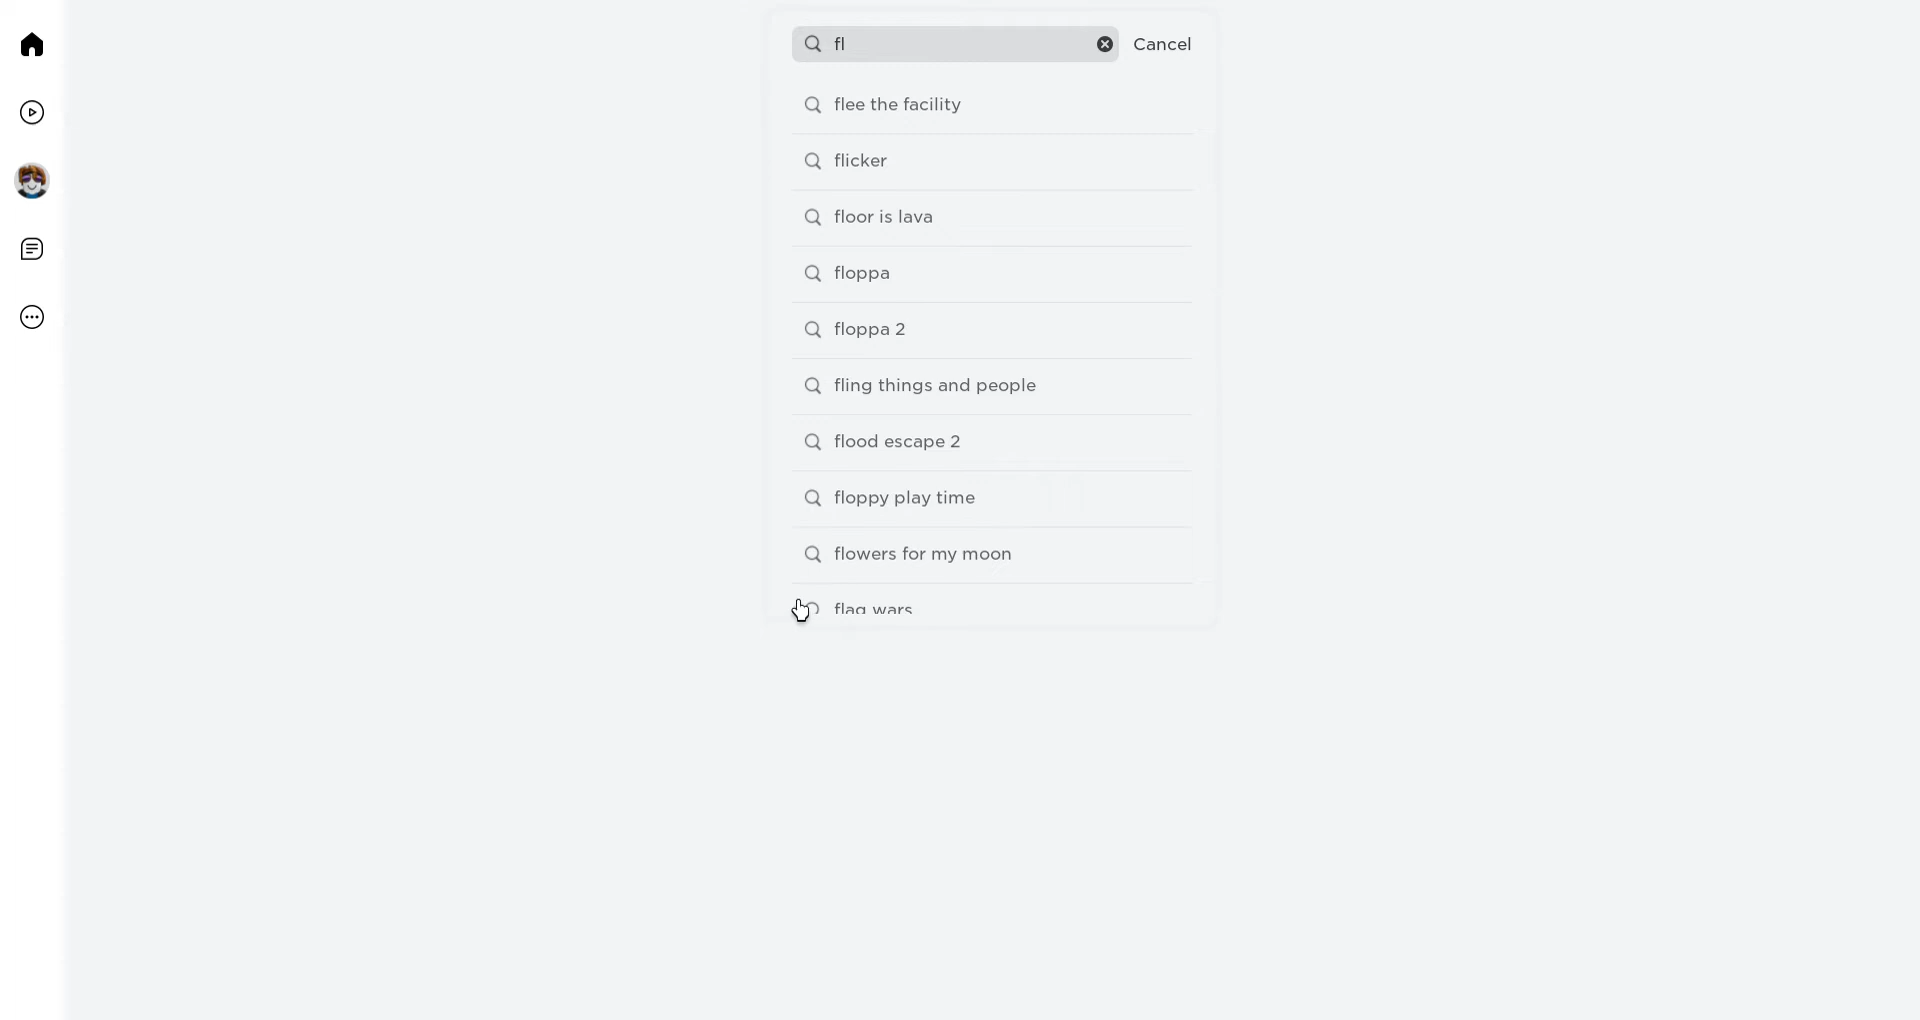 fl
Cancel
flee the facility
flicker
floor is lava
floppa
floppa 2
fling things and people
flood escape 2
floppy play time
flowers for my moon
flag wars